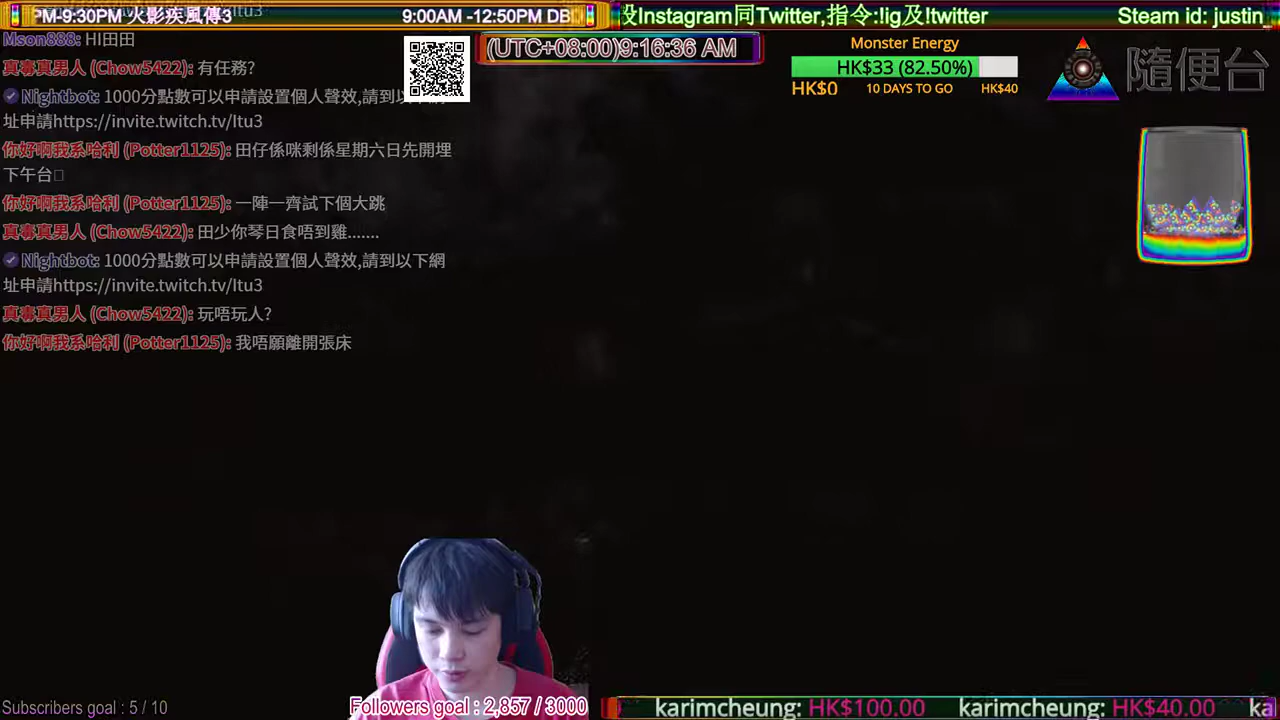 PM-9:30PM 火影疾風傳3
9:00AM -12:50PM DBD
Instagram同Twitter,指令:!ig及!twitter
Steam id: justin_
Mson888: HI田田
真毒真男人 (Chow5422): 有任務?
Nightbot: 1000分點數可以申請設置個人聲效,請到以下網
址申請https://invite.twitch.tv/ltu3
你好啊我系哈利 (Potter1125): 田仔係咪剩係星期六日先開埋
下午台
你好啊我系哈利 (Potter1125): 一陣一齊試下個大跳
真毒真男人 (Chow5422): 田少你琴日食唔到雞.......
Nightbot: 1000分點數可以申請設置個人聲效,請到以下網
址申請https://invite.twitch.tv/ltu3
真毒真男人 (Chow5422): 玩唔玩人?
你好啊我系哈利 (Potter1125): 我唔願離開張床
(UTC+08:00)9:16:36 AM
Monster Energy
HK$33 (82.50%)
HK$0 10 DAYS TO GO HK$40
隨便台
Subscribers goal : 5 / 10
Followers goal : 2,857 / 3000
karimcheung: HK$100.00 karimcheung: HK$40.00 ka